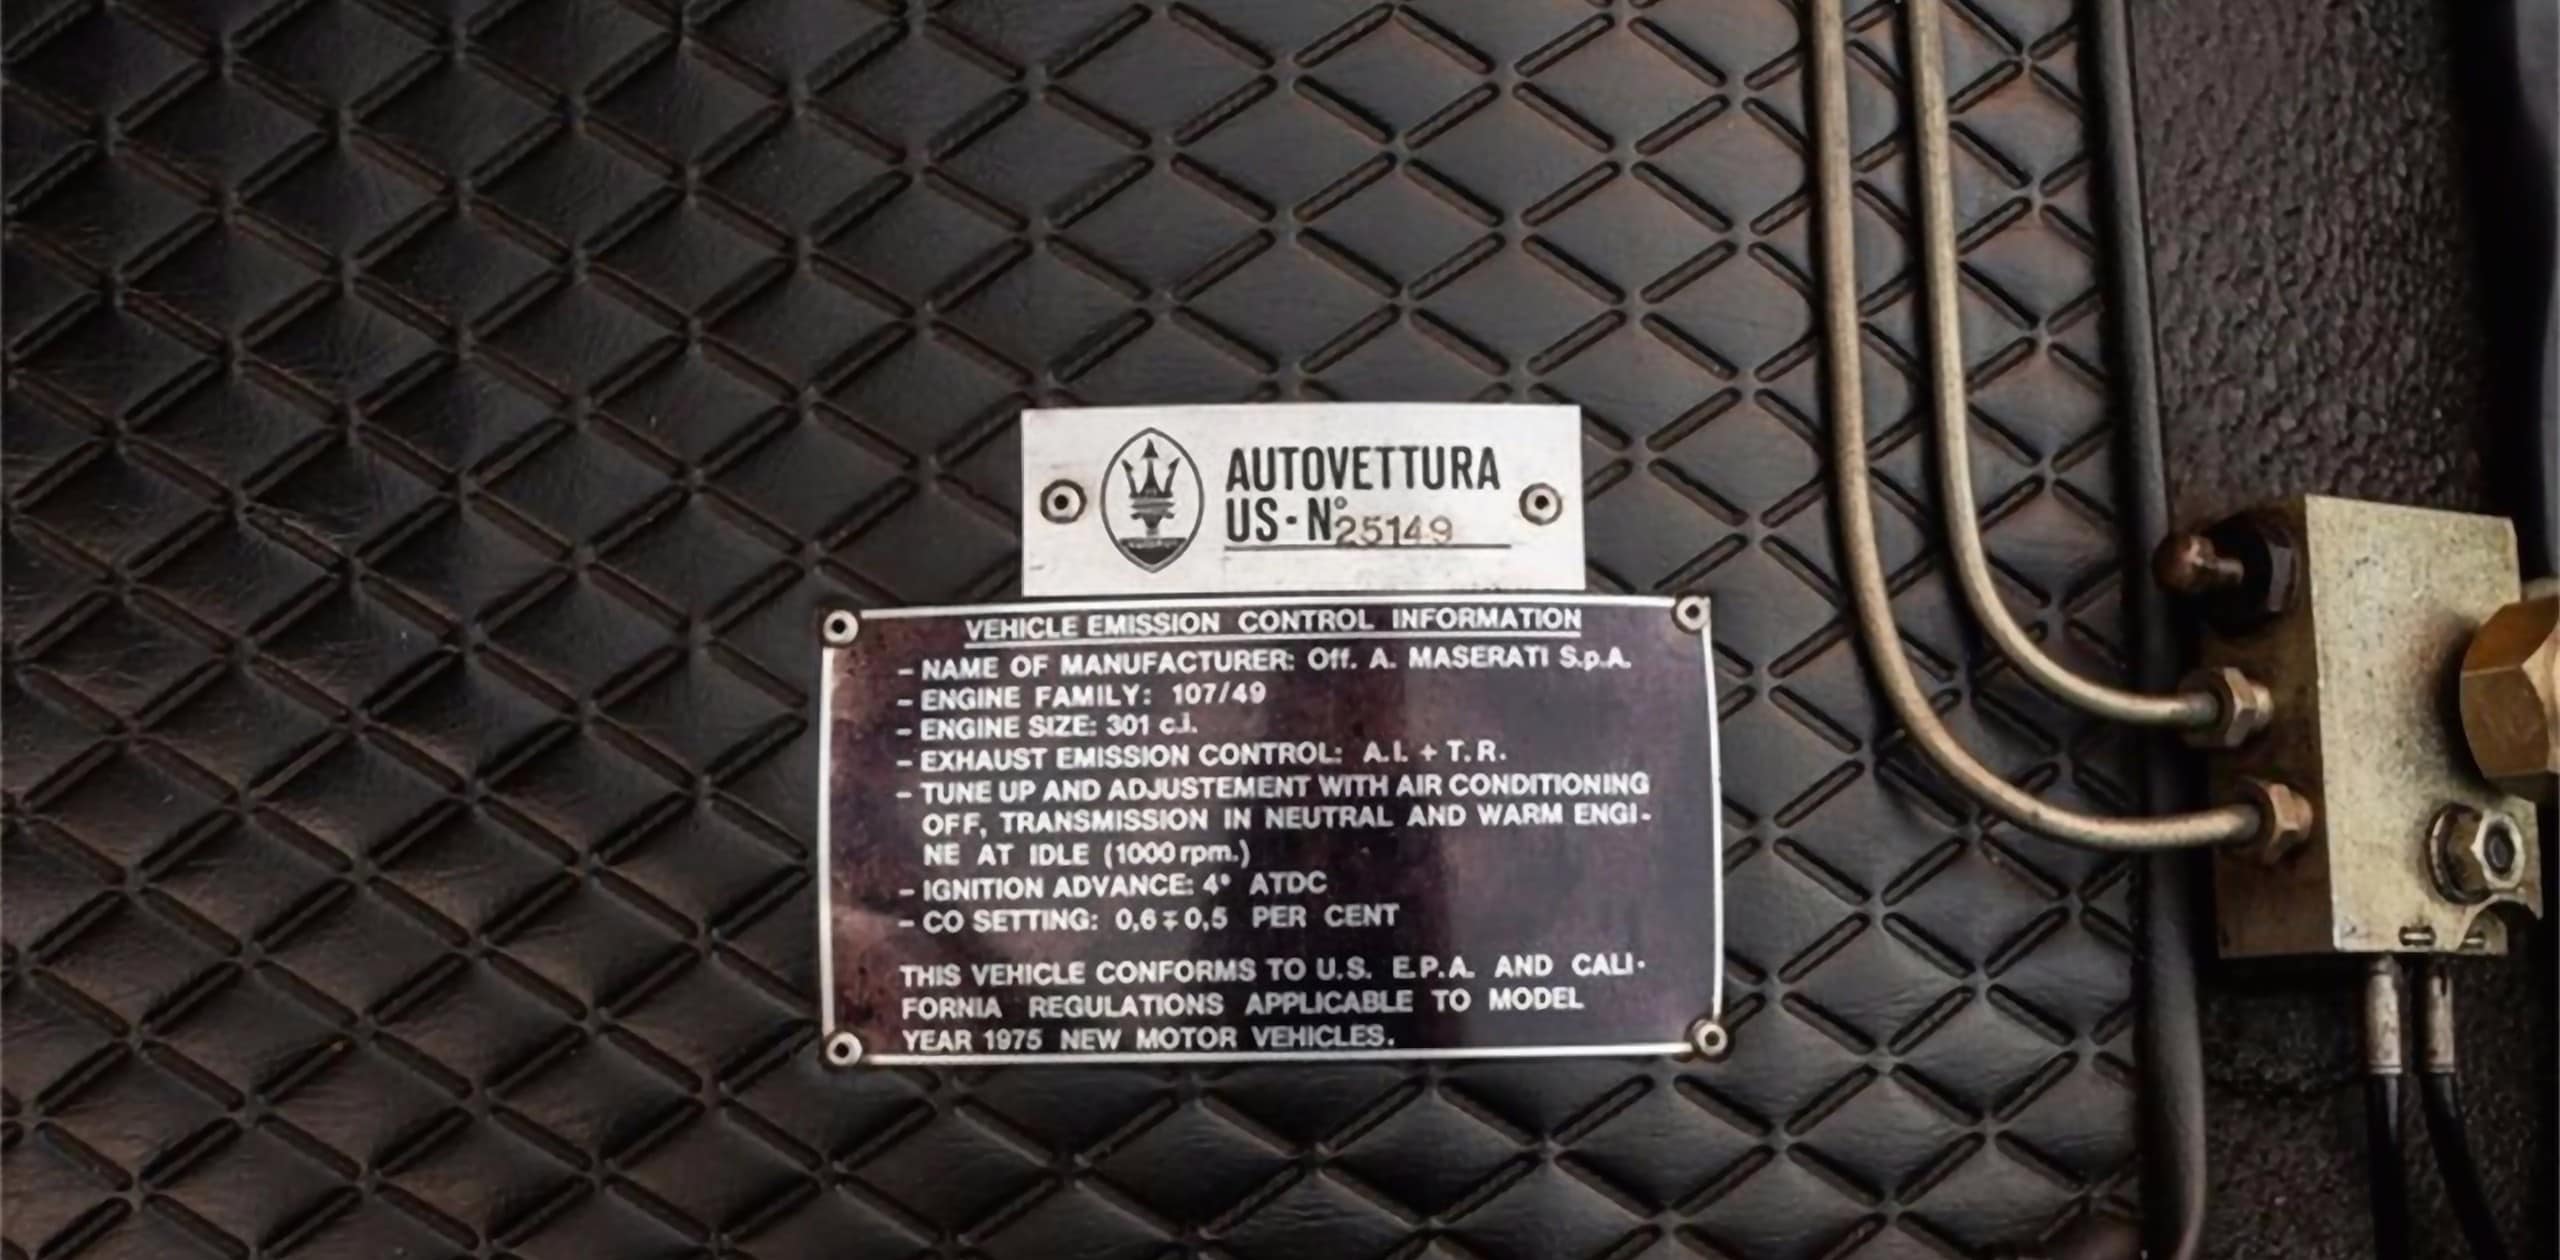 AUTOVETTURA
US-N° 25149
VEHICLE EMISSION CONTROL INFORMATION
- NAME OF MANUFACTURER: Off. A. MASERATI S.p.A.
- ENGINE FAMILY: 107/49
- ENGINE SIZE: 301 c.i.
- EXHAUST EMISSION CONTROL: A.I. + T.R.
- TUNE UP AND ADJUSTEMENT WITH AIR CONDITIONING
OFF, TRANSMISSION IN NEUTRAL AND WARM ENGI-
NE AT IDLE (1000 rpm.)
- IGNITION ADVANCE: 4° ATDC
- CO SETTING: 0,6 ∓ 0,5 PER CENT
THIS VEHICLE CONFORMS TO U.S. E.P.A. AND CALI-
FORNIA REGULATIONS APPLICABLE TO MODEL
YEAR 1975 NEW MOTOR VEHICLES.